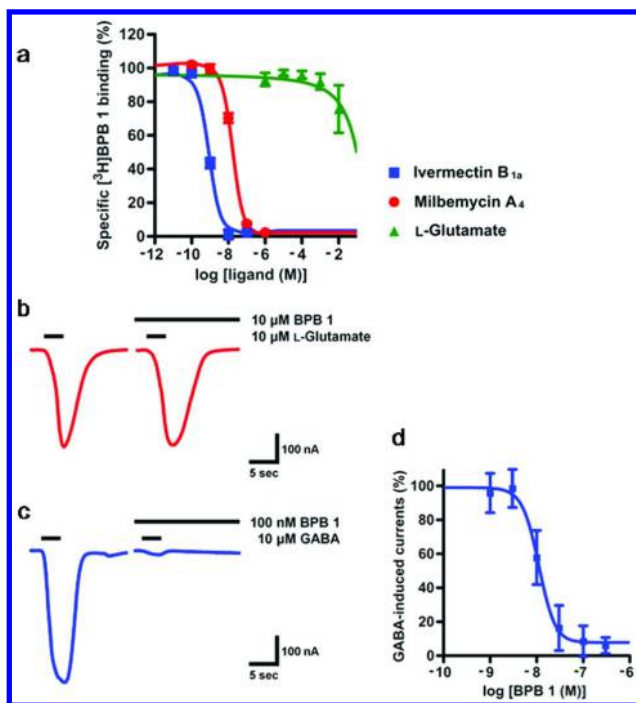 a
Specific [³H]BPB 1 binding (%)
120
100
80
60
40
20
0
-12 -10 -8 -6 -4 -2
log [ligand (M)]
Ivermectin B1a
Milbemycin A4
L-Glutamate
b
10 µM BPB 1
10 µM L-Glutamate
100 nA
5 sec
c
100 nM BPB 1
10 µM GABA
100 nA
5 sec
d
GABA-induced currents (%)
100
80
60
40
20
0
-10 -9 -8 -7 -6
log [BPB 1 (M)]